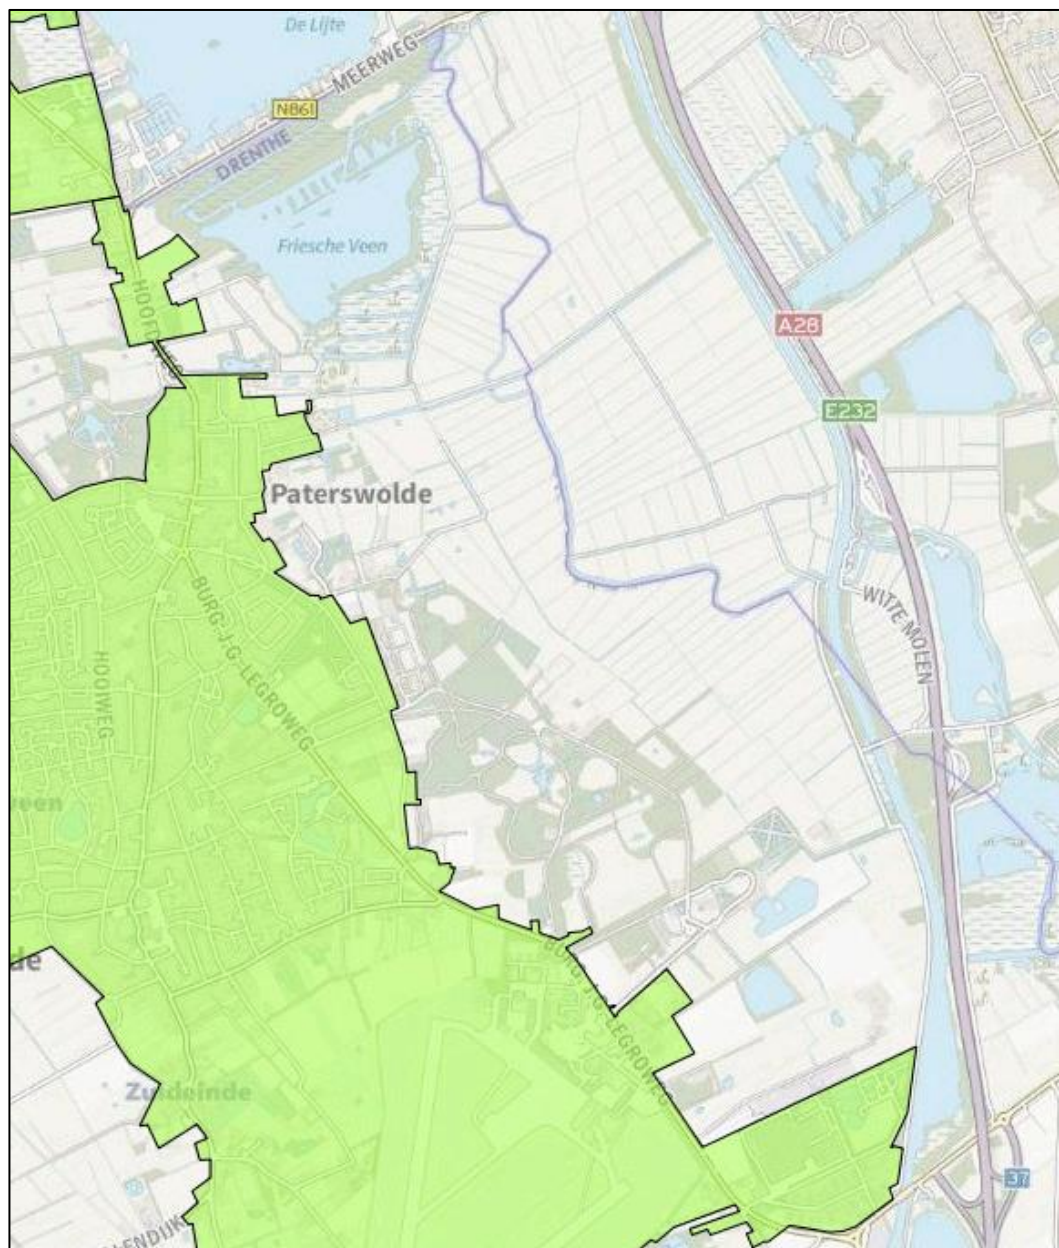 De Lijte
MEERWEG
N861
DRENTHE
Friesche Veen
A28
E232
Paterswolde
BURG-J.G.-LEGROWEG
WITTE MOLEN
HOOIWEG
veen
de
BURG-J.G.-LEGROWEG
Zuideinde
37